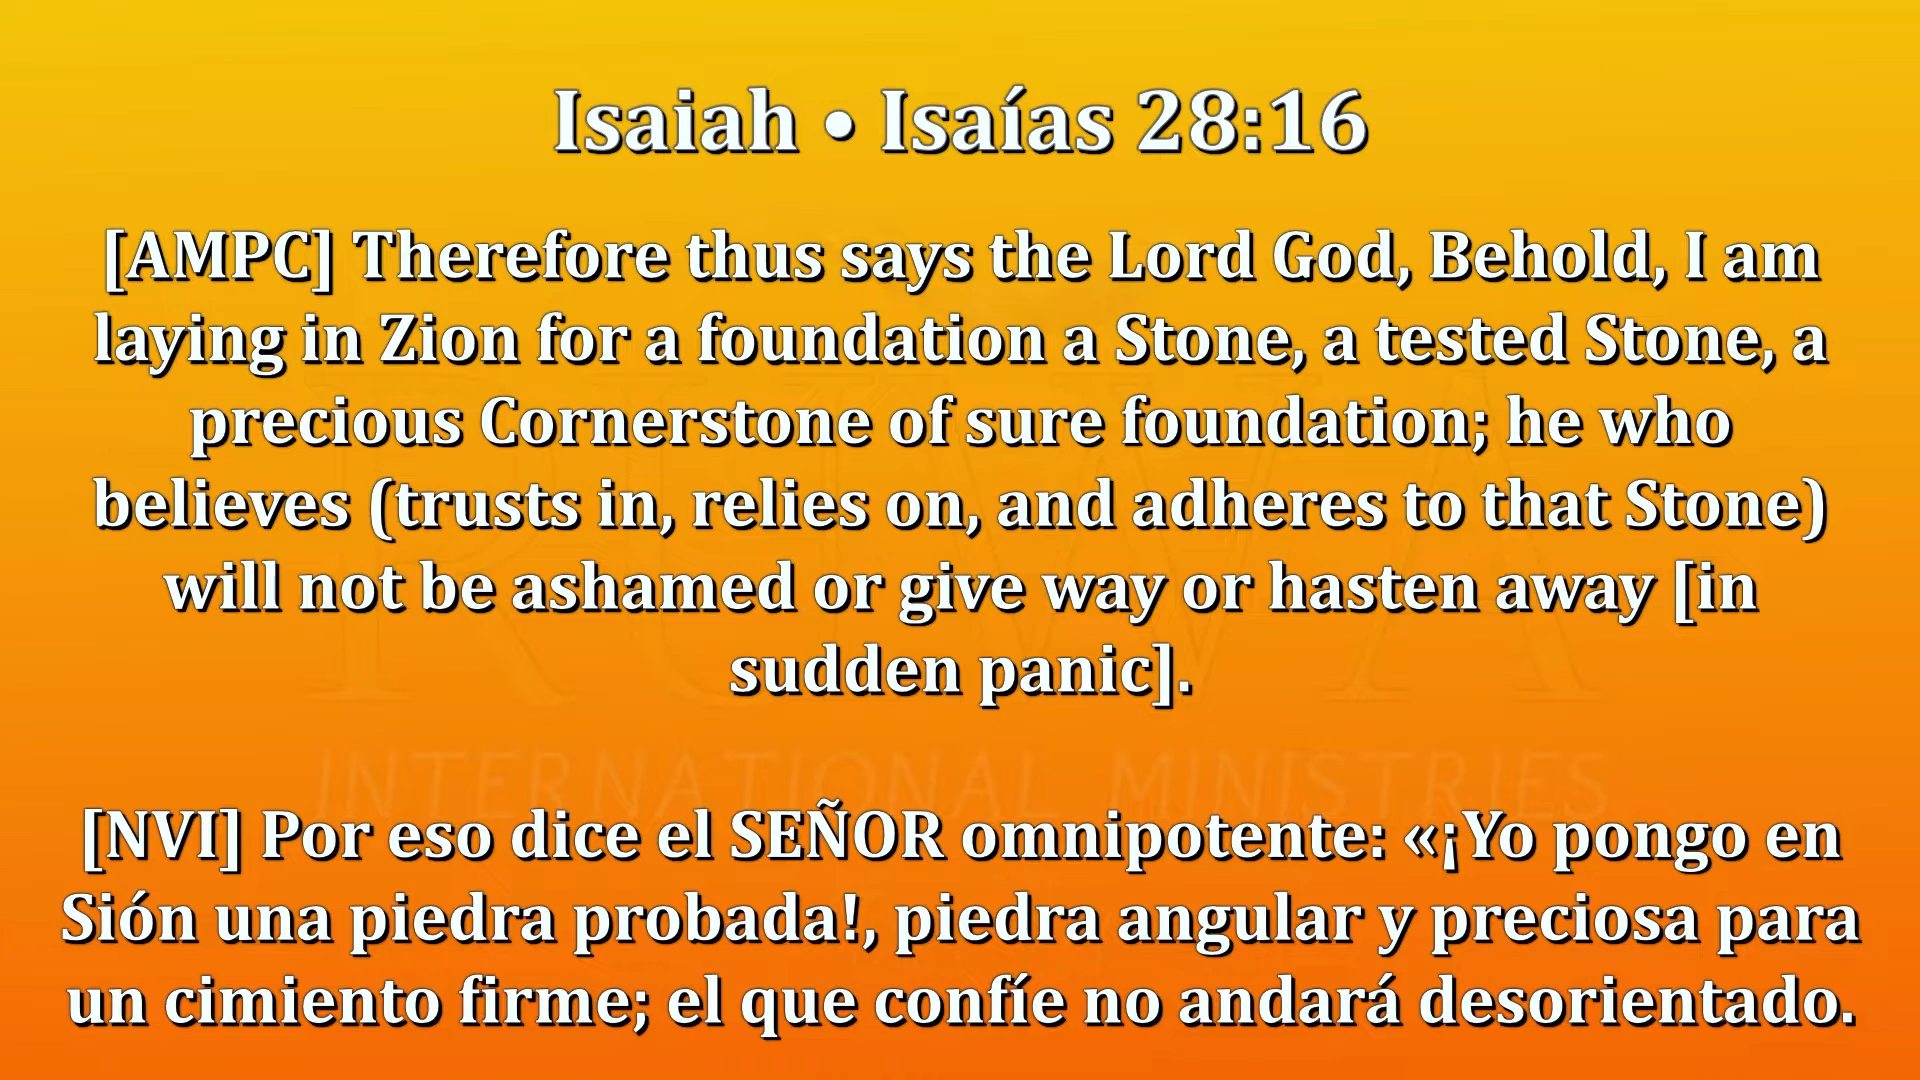 Isaiah • Isaías 28:16
[AMPC] Therefore thus says the Lord God, Behold, I am
laying in Zion for a foundation a Stone, a tested Stone, a
precious Cornerstone of sure foundation; he who
believes (trusts in, relies on, and adheres to that Stone)
will not be ashamed or give way or hasten away [in
sudden panic].
RUWA
INTERNATIONAL MINISTRIES
[NVI] Por eso dice el SEÑOR omnipotente: «¡Yo pongo en
Sión una piedra probada!, piedra angular y preciosa para
un cimiento firme; el que confíe no andará desorientado.